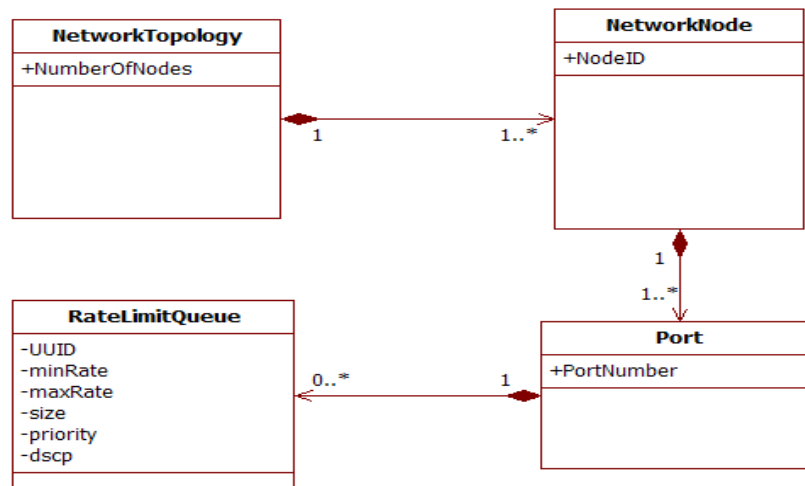 NetworkTopology
+NumberOfNodes
NetworkNode
+NodeID
1
1..*
1
1..*
RateLimitQueue
-UUID
-minRate
-maxRate
-size
-priority
-dscp
0..*
1
Port
+PortNumber